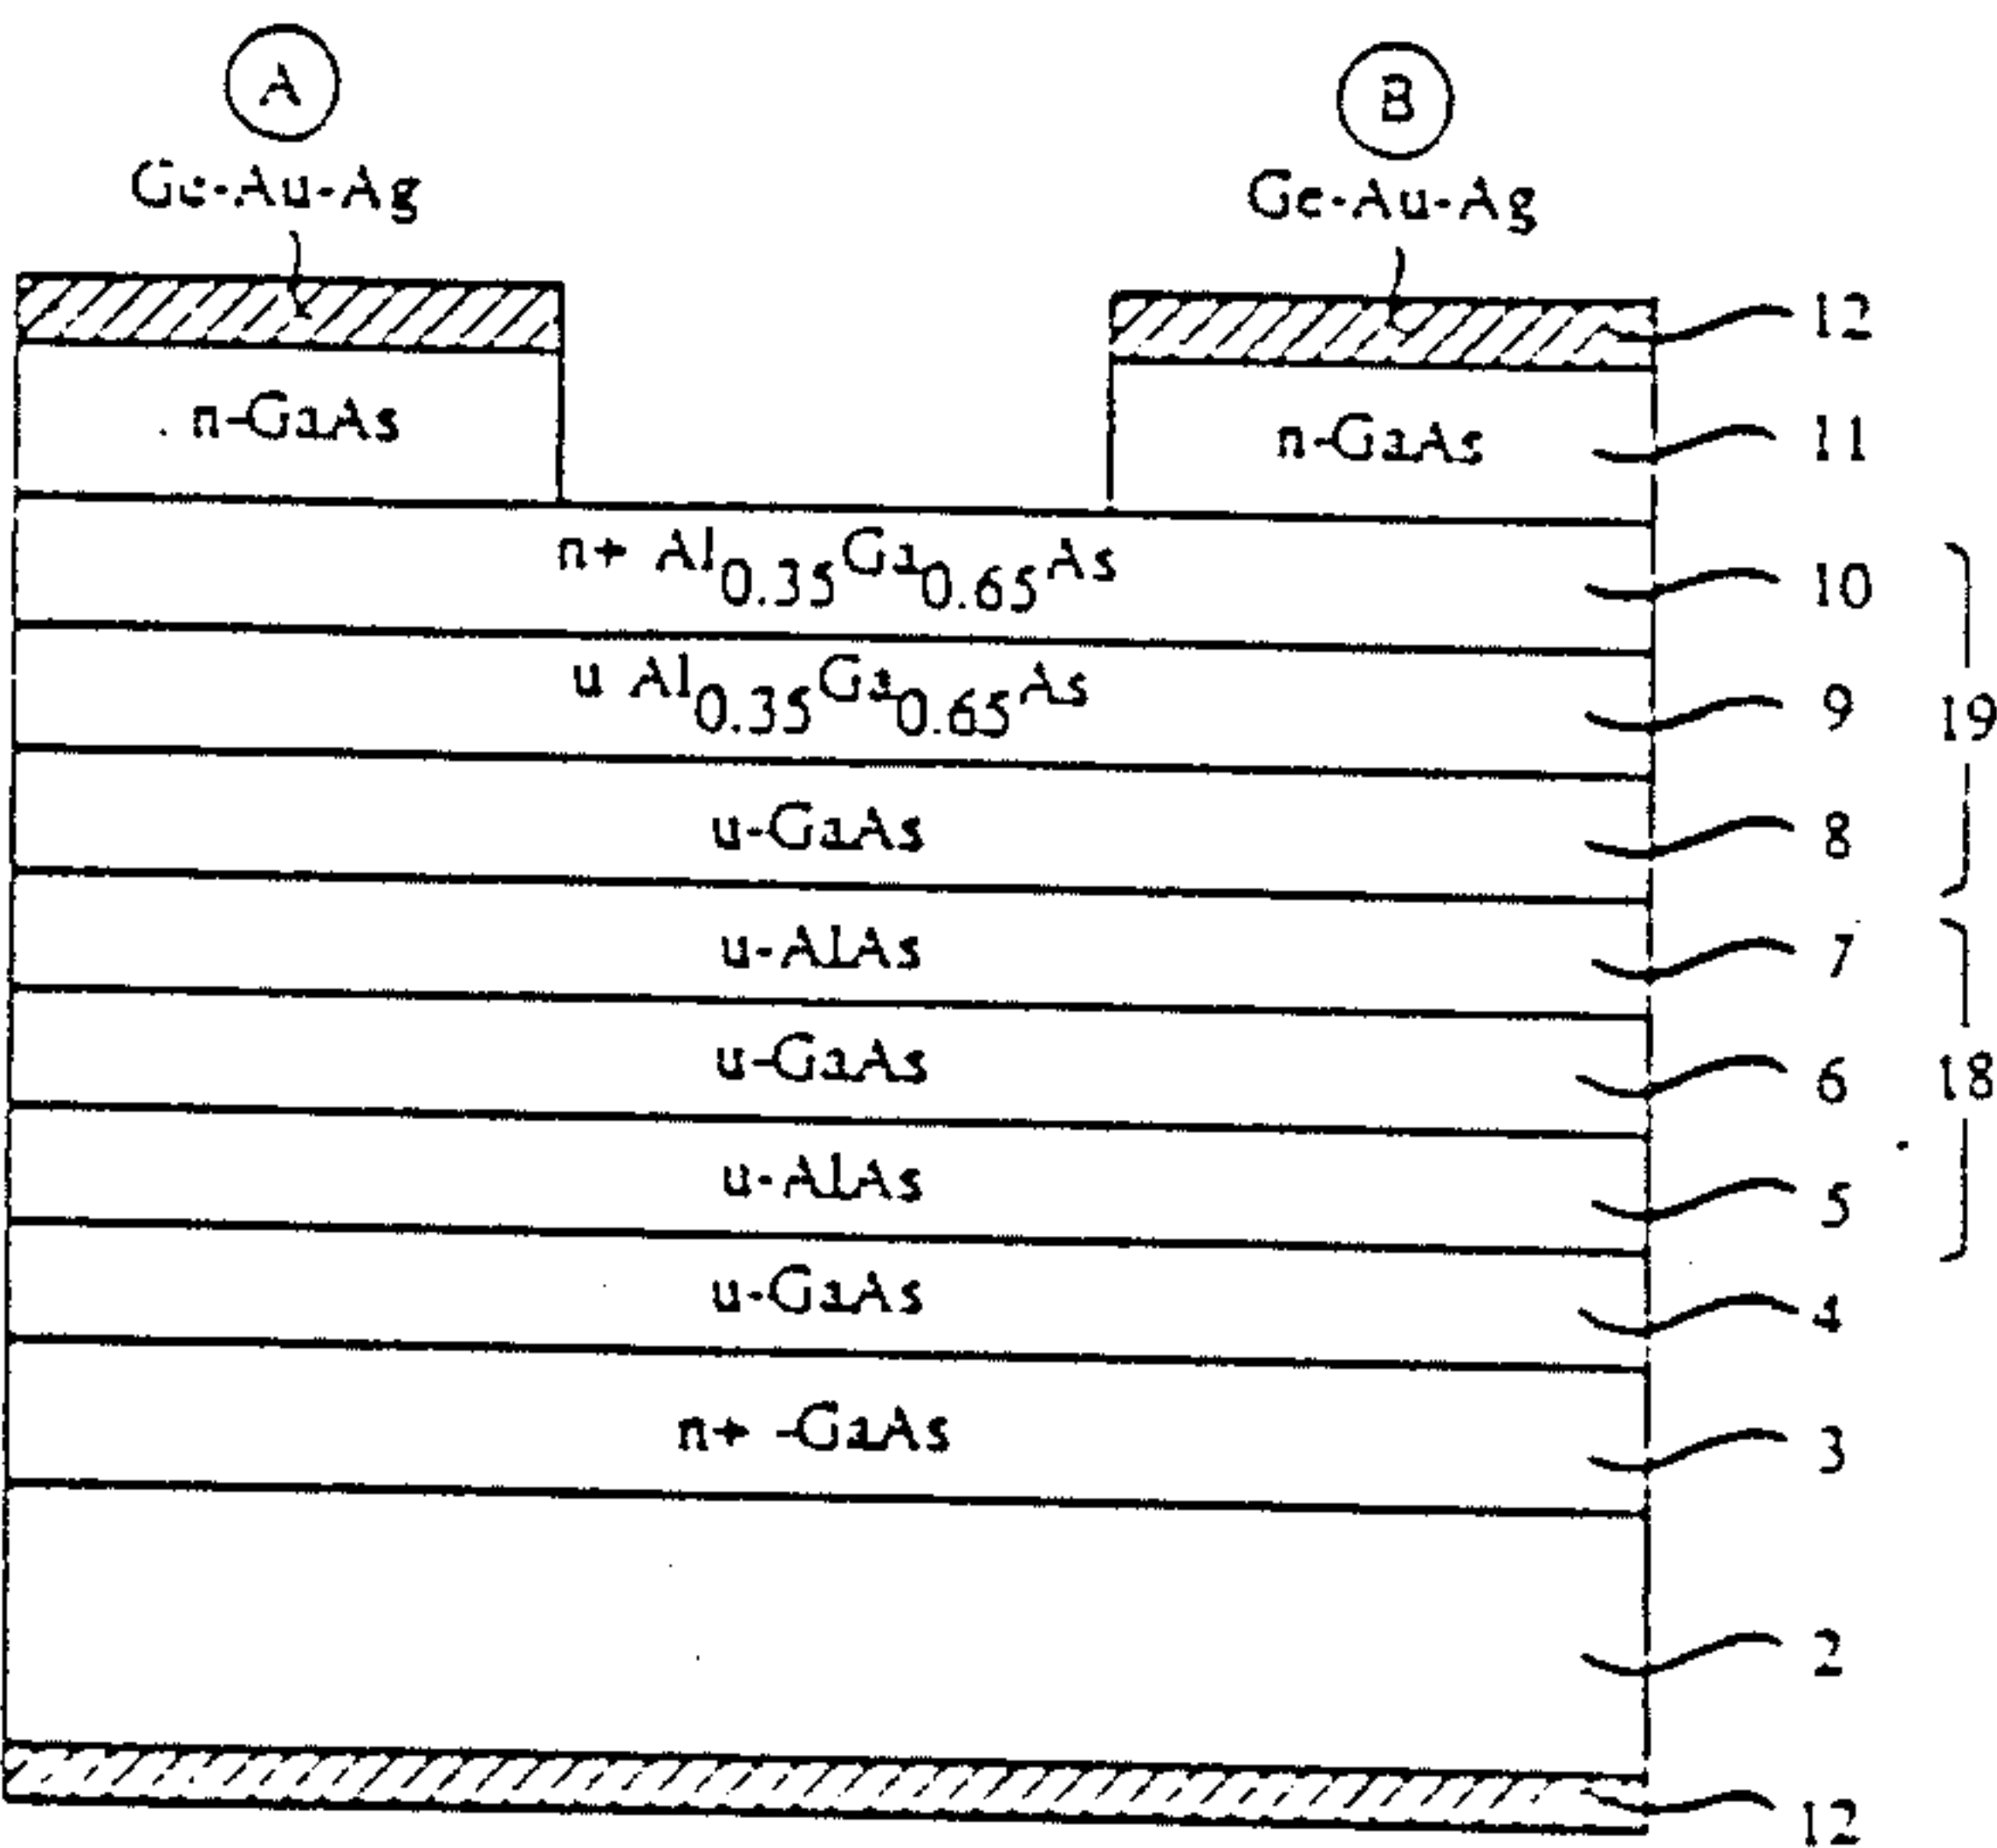 A
B
Ge-Au-Ag
Ge-Au-Ag
12
n-GaAs
n-GaAs
11
n+ Al0.35Ga0.65As
10
u Al0.35Ga0.65As
9
19
u-GaAs
8
u-AlAs
7
u-GaAs
6
18
u-AlAs
5
u-GaAs
4
n+ -GaAs
3
2
12